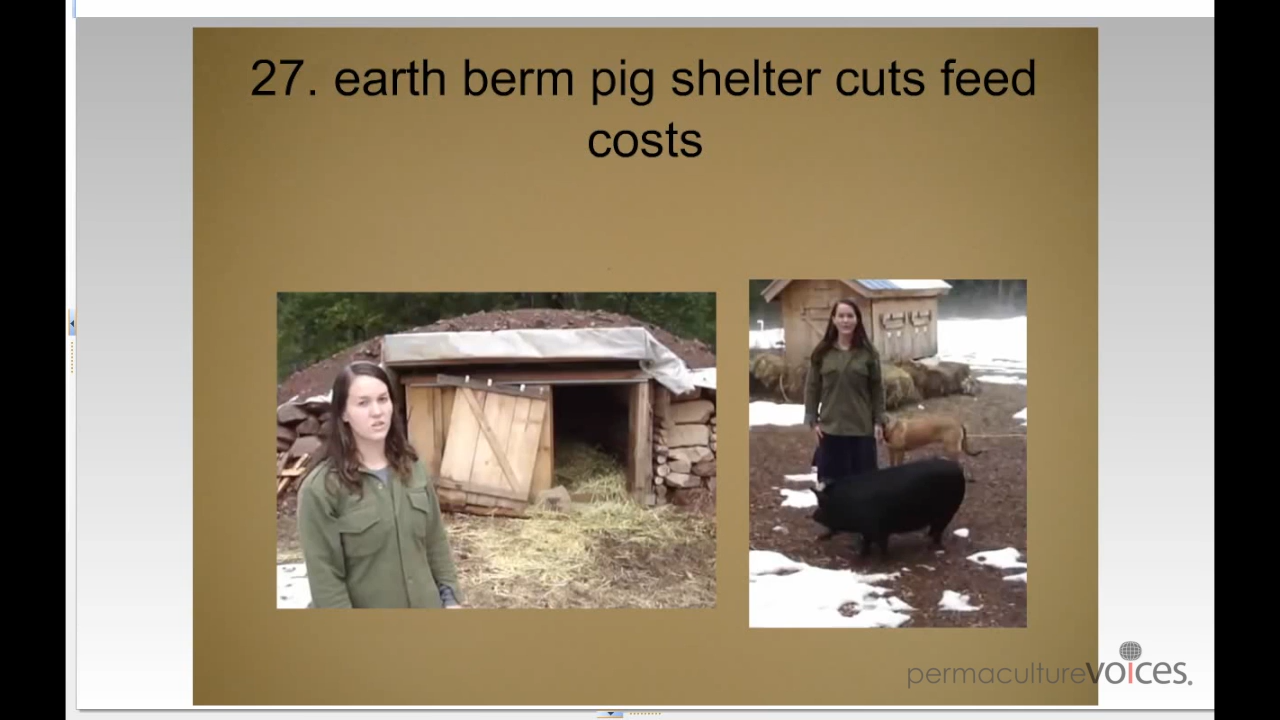 27. earth berm pig shelter cuts feed
costs
permaculturevoices.